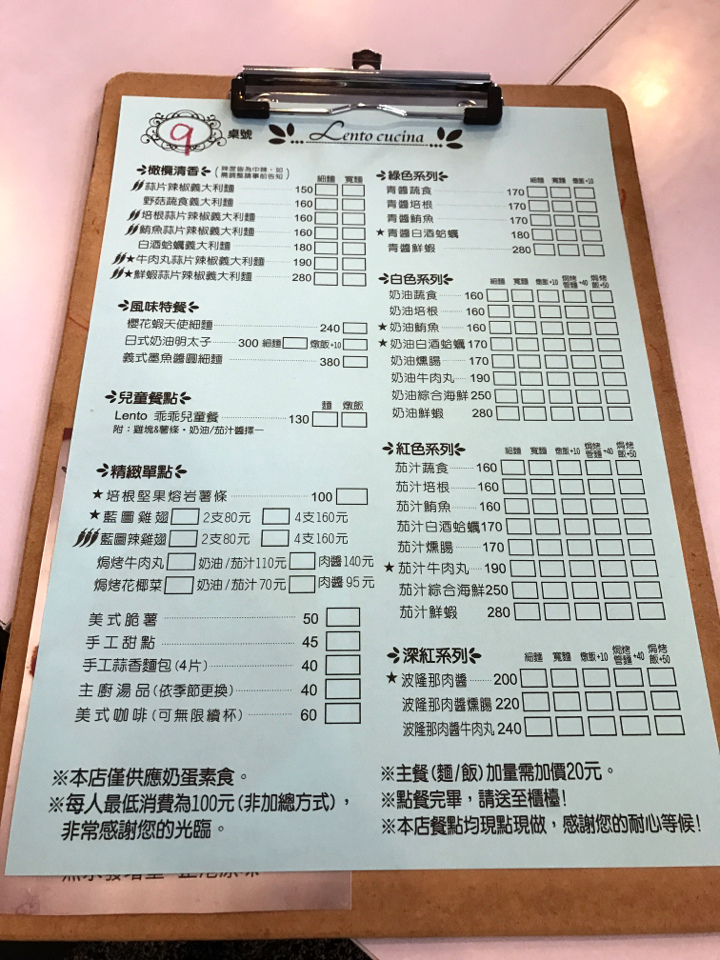 9 桌號
Lento cucina
橄欖清香 細麵 寬麵
蒜片辣椒義大利麵 150
野菇蔬食義大利麵 160
培根蒜片辣椒義大利麵 160
鮪魚蒜片辣椒義大利麵 160
白酒蛤蠣義大利麵 180
★牛肉丸蒜片辣椒義大利麵 190
★鮮蝦蒜片辣椒義大利麵 280
風味特餐
櫻花蝦天使細麵 240
日式奶油明太子 300 細麵 燉飯+10
義式墨魚醬圓細麵 380
兒童餐點 麵 燉飯
Lento 乖乖兒童餐 130
附：雞塊&薯條、奶油/茄汁醬擇一
精緻單點
★培根堅果熔岩薯條 100
★藍圖雞翅 2支80元 4支160元
藍圖辣雞翅 2支80元 4支160元
焗烤牛肉丸 奶油/茄汁110元 肉醬140元
焗烤花椰菜 奶油/茄汁70元 肉醬95元
美式脆薯 50
手工甜點 45
手工蒜香麵包(4片) 40
主廚湯品(依季節更換) 40
美式咖啡(可無限續杯) 60
※本店僅供應奶蛋素食。
※每人最低消費為100元(非加總方式)，
非常感謝您的光臨。
綠色系列 細麵 寬麵 燉飯+10
青醬蔬食 170
青醬培根 170
青醬鮪魚 170
★青醬白酒蛤蠣 180
青醬鮮蝦 280
白色系列 細麵 寬麵 燉飯+10 焗烤管麵+40 焗烤飯+50
奶油蔬食 160
奶油培根 160
★奶油鮪魚 160
★奶油白酒蛤蠣 170
奶油燻腸 170
奶油牛肉丸 190
奶油綜合海鮮 250
奶油鮮蝦 280
紅色系列 細麵 寬麵 燉飯+10 焗烤管麵+40 焗烤飯+50
茄汁蔬食 160
茄汁培根 160
茄汁鮪魚 160
茄汁白酒蛤蠣 170
茄汁燻腸 170
★茄汁牛肉丸 190
茄汁綜合海鮮 250
茄汁鮮蝦 280
深紅系列 細麵 寬麵 燉飯+10 焗烤管麵+40 焗烤飯+50
★波隆那肉醬 200
波隆那肉醬燻腸 220
波隆那肉醬牛肉丸 240
※主餐(麵/飯)加量需加價20元。
※點餐完畢，請送至櫃檯!
※本店餐點均現點現做，感謝您的耐心等候!